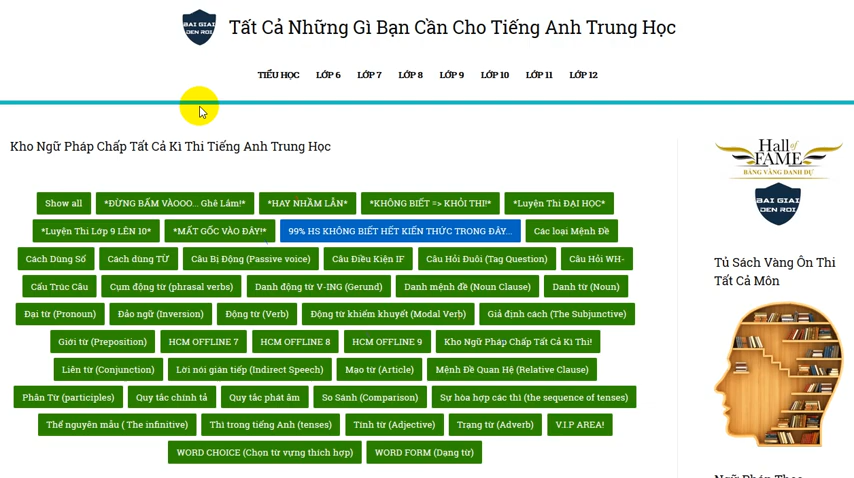 BAI GIAI
DEN ROI
Tất Cả Những Gì Bạn Cần Cho Tiếng Anh Trung Học
TIỂU HỌC LỚP 6 LỚP 7 LỚP 8 LỚP 9 LỚP 10 LỚP 11 LỚP 12
Kho Ngữ Pháp Chấp Tất Cả Kì Thi Tiếng Anh Trung Học
Show all *ĐỪNG BẤM VÀOOO... Ghê Lắm!* *HAY NHẦM LẪN* *KHÔNG BIẾT => KHỎI THI!* *Luyện Thi ĐẠI HỌC*
*Luyện Thi Lớp 9 LÊN 10* *MẤT GỐC VÀO ĐÂY!* 99% HS KHÔNG BIẾT HẾT KIẾN THỨC TRONG ĐÂY... Các loại Mệnh Đề
Cách Dùng Số Cách dùng TỪ Câu Bị Động (Passive voice) Câu Điều Kiện IF Câu Hỏi Đuôi (Tag Question) Câu Hỏi WH-
Cấu Trúc Câu Cụm động từ (phrasal verbs) Danh động từ V-ING (Gerund) Danh mệnh đề (Noun Clause) Danh từ (Noun)
Đại từ (Pronoun) Đảo ngữ (Inversion) Động từ (Verb) Động từ khiếm khuyết (Modal Verb) Giả định cách (The Subjunctive)
Giới từ (Preposition) HCM OFFLINE 7 HCM OFFLINE 8 HCM OFFLINE 9 Kho Ngữ Pháp Chấp Tất Cả Kì Thi!
Liên từ (Conjunction) Lời nói gián tiếp (Indirect Speech) Mạo từ (Article) Mệnh Đề Quan Hệ (Relative Clause)
Phân Từ (participles) Quy tắc chính tả Quy tắc phát âm So Sánh (Comparison) Sự hòa hợp các thì (the sequence of tenses)
Thể nguyên mẫu ( The infinitive) Thì trong tiếng Anh (tenses) Tính từ (Adjective) Trạng từ (Adverb) V.I.P AREA!
WORD CHOICE (Chọn từ vựng thích hợp) WORD FORM (Dạng từ)
Hall of
FAME
BẢNG VÀNG DANH DỰ
BAI GIAI
DEN ROI
Tủ Sách Vàng Ôn Thi
Tất Cả Môn